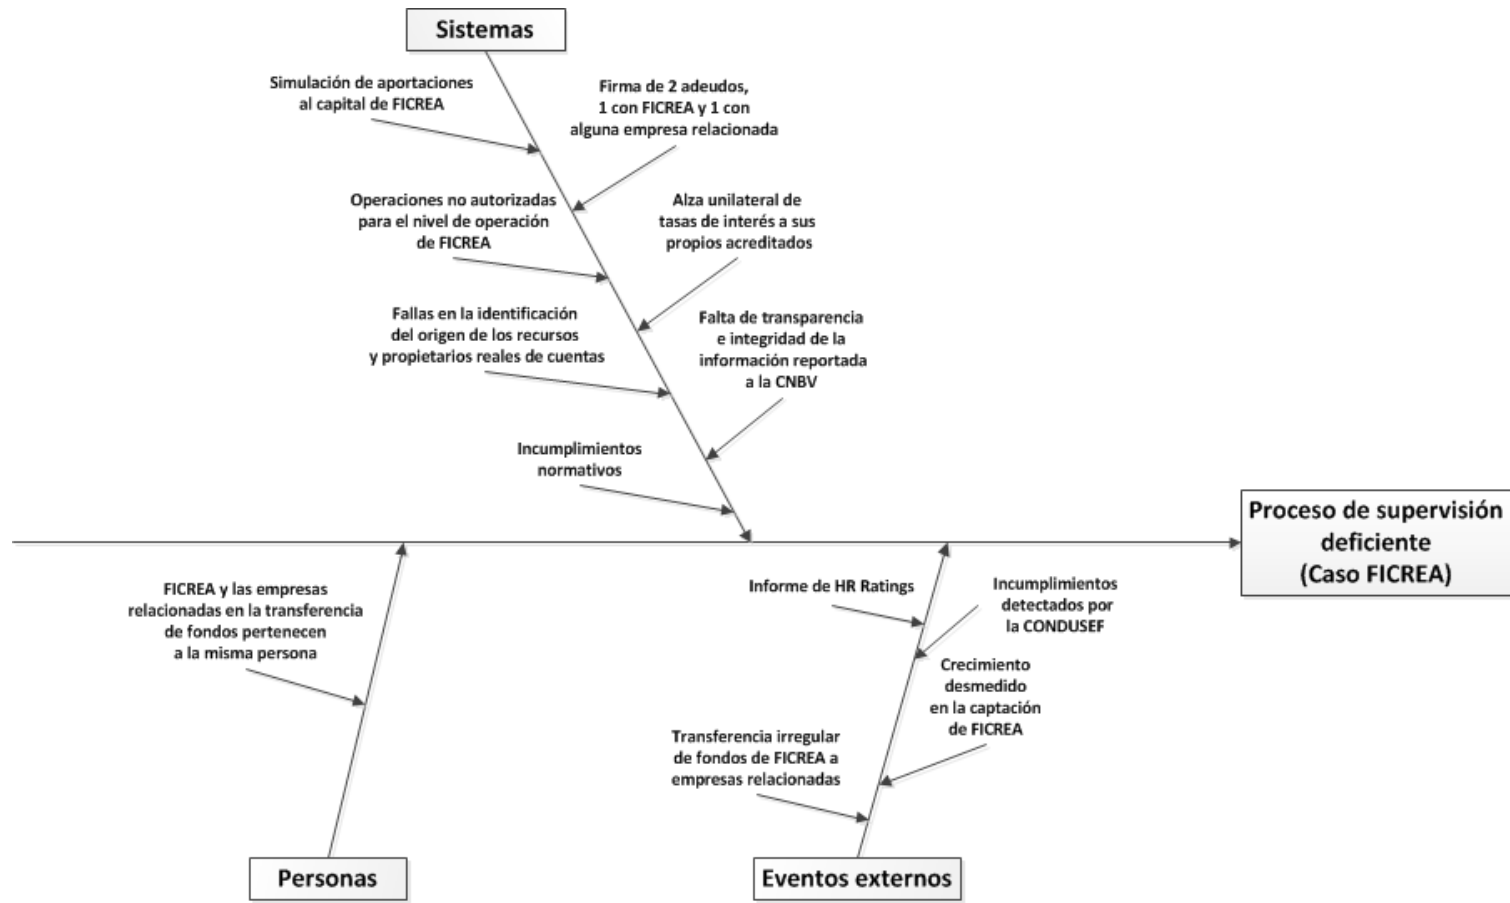 Sistemas
Simulación de aportaciones
al capital de FICREA
Firma de 2 adeudos,
1 con FICREA y 1 con
alguna empresa relacionada
Operaciones no autorizadas
para el nivel de operación
de FICREA
Alza unilateral de
tasas de interés a sus
propios acreditados
Fallas en la identificación
del origen de los recursos
y propietarios reales de cuentas
Falta de transparencia
e integridad de la
información reportada
a la CNBV
Incumplimientos
normativos
Proceso de supervisión
deficiente
(Caso FICREA)
FICREA y las empresas
relacionadas en la transferencia
de fondos pertenecen
a la misma persona
Informe de HR Ratings
Incumplimientos
detectados por
la CONDUSEF
Crecimiento
desmedido
en la captación
de FICREA
Transferencia irregular
de fondos de FICREA a
empresas relacionadas
Personas
Eventos externos